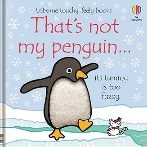 Usborne touchy-feely books
That's not my penguin...
Its tummy
is too
fuzzy.